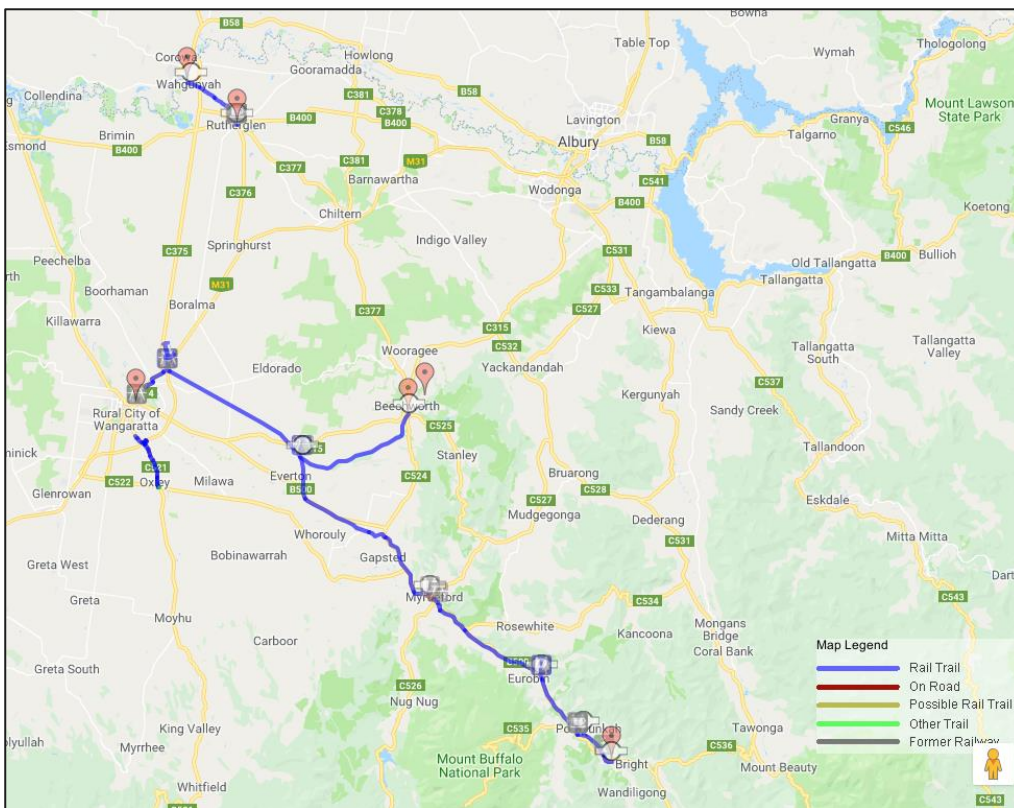 Bowna
B58
Thologolong
Corowa
Howlong
Table Top
Wymah
Wahgunyah
Gooramadda
Collendina
C381
B58
Granya
Mount Lawson
State Park
Lavington
C546
Rutherglen
B400
C378
B400
Talgarno
Brimin
Albury
B58
B400
C377
C381
M31
C541
Barnawartha
Koetong
C376
Wodonga
B400
Chiltern
Indigo Valley
C531
Springhurst
C375
Bullioh
B400
Old Tallangatta
Peechelba
Tallangatta
M31
C533
Tangambalanga
Boorhaman
Boralma
C377
C527
Killawarra
C315
Kiewa
C532
Wooragee
Tallangatta
South
Tallangatta
Valley
Eldorado
Yackandandah
C537
Kergunyah
Beechworth
Sandy Creek
Rural City of
Wangaratta
C525
Tallandoon
Stanley
C522
Oxley
Milawa
Everton
B500
C524
Bruarong
C528
Glenrowan
Eskdale
C527
Mudgegonga
Dederang
Whorouly
C531
Mitta Mitta
Bobinawarrah
Gapsted
Greta West
C543
Myrtleford
Greta
C534
Moyhu
Rosewhite
Kancoona
Mongans
Bridge
Coral Bank
Carboor
Map Legend
Rail Trail
Greta South
Eurobin
On Road
C526
Possible Rail Trail
Nug Nug
Other Trail
King Valley
C535
Porepunkah
Tawonga
Former Railway
Myrrhee
Mount Buffalo
National Park
Bright
C536
Mount Beauty
Whitfield
Wandiligong
C543